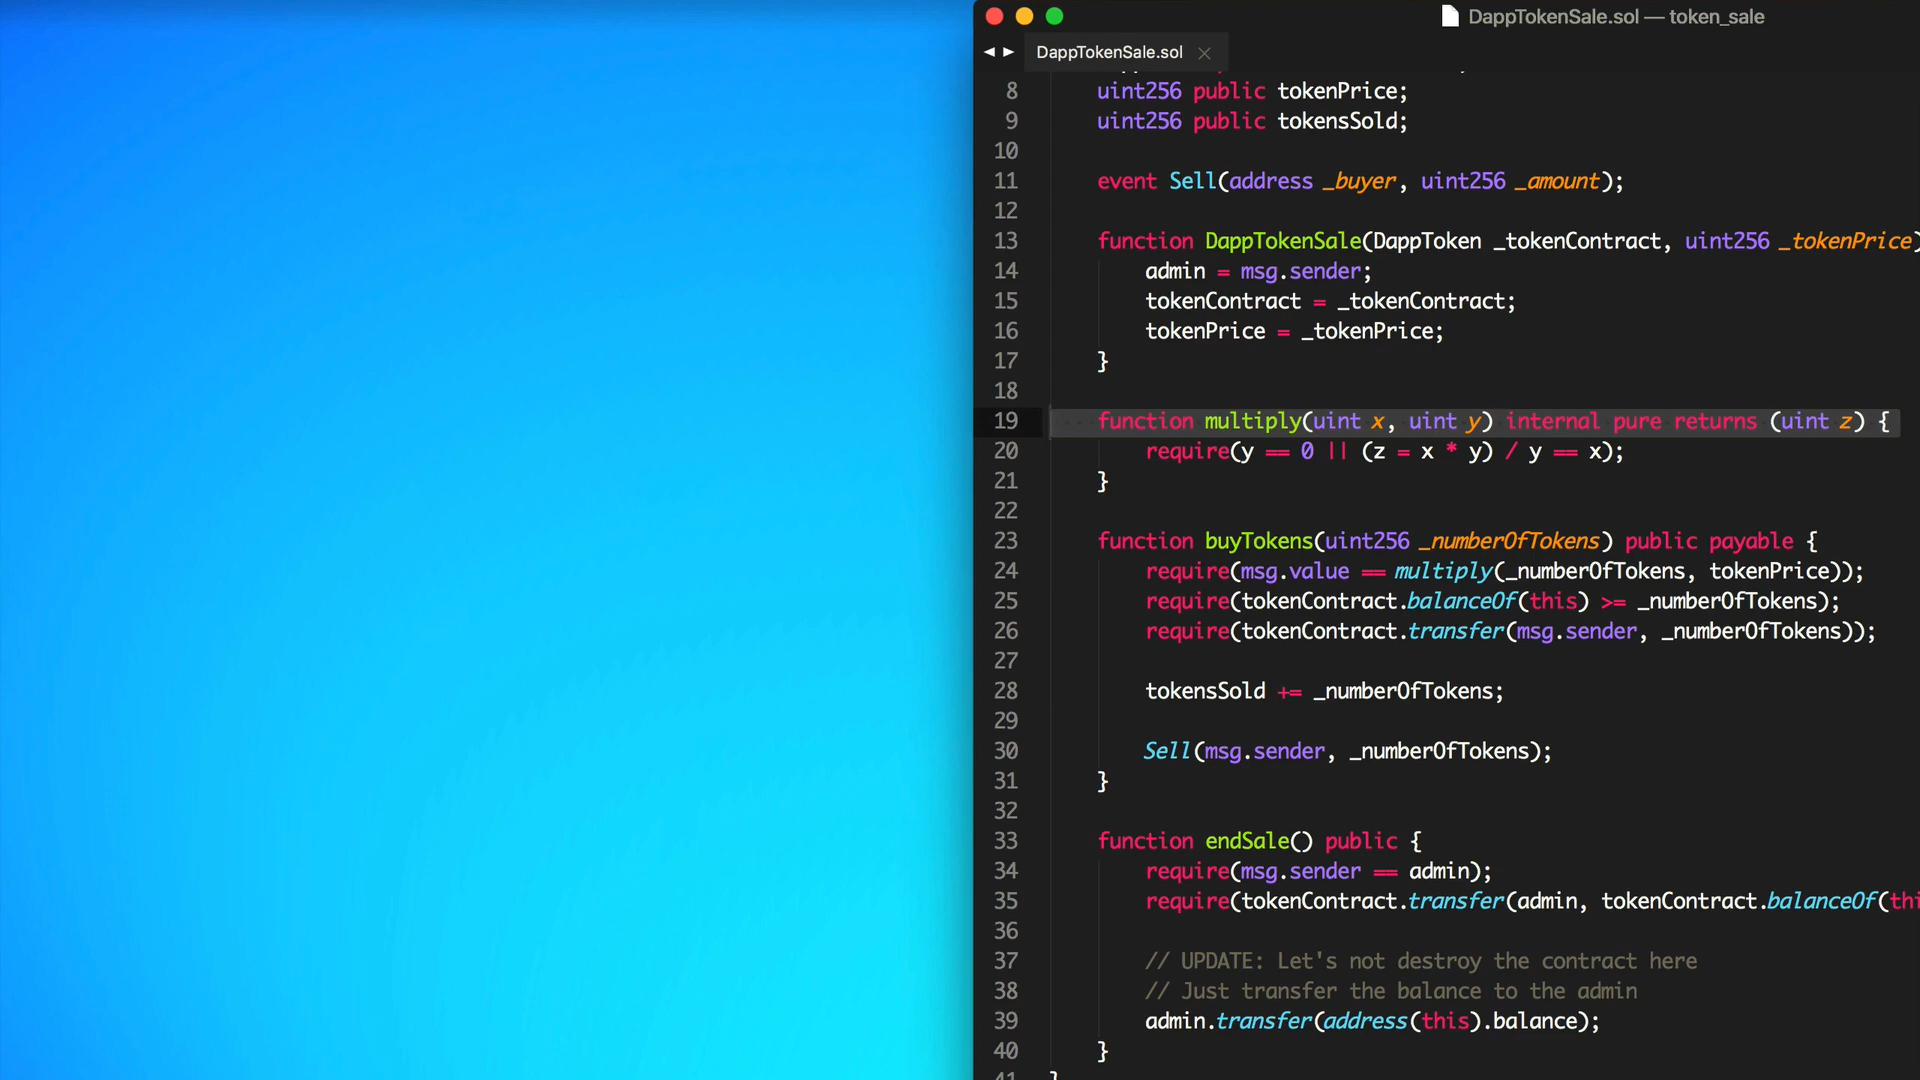 DappTokenSale.sol — token_sale
DappTokenSale.sol
8 uint256 public tokenPrice;
9 uint256 public tokensSold;
10
11 event Sell(address _buyer, uint256 _amount);
12
13 function DappTokenSale(DappToken _tokenContract, uint256 _tokenPrice)
14 admin = msg.sender;
15 tokenContract = _tokenContract;
16 tokenPrice = _tokenPrice;
17 }
18
19 function multiply(uint x, uint y) internal pure returns (uint z) {
20 require(y == 0 || (z = x * y) / y == x);
21 }
22
23 function buyTokens(uint256 _numberOfTokens) public payable {
24 require(msg.value == multiply(_numberOfTokens, tokenPrice));
25 require(tokenContract.balanceOf(this) >= _numberOfTokens);
26 require(tokenContract.transfer(msg.sender, _numberOfTokens));
27
28 tokensSold += _numberOfTokens;
29
30 Sell(msg.sender, _numberOfTokens);
31 }
32
33 function endSale() public {
34 require(msg.sender == admin);
35 require(tokenContract.transfer(admin, tokenContract.balanceOf(thi
36
37 // UPDATE: Let's not destroy the contract here
38 // Just transfer the balance to the admin
39 admin.transfer(address(this).balance);
40 }
41 }